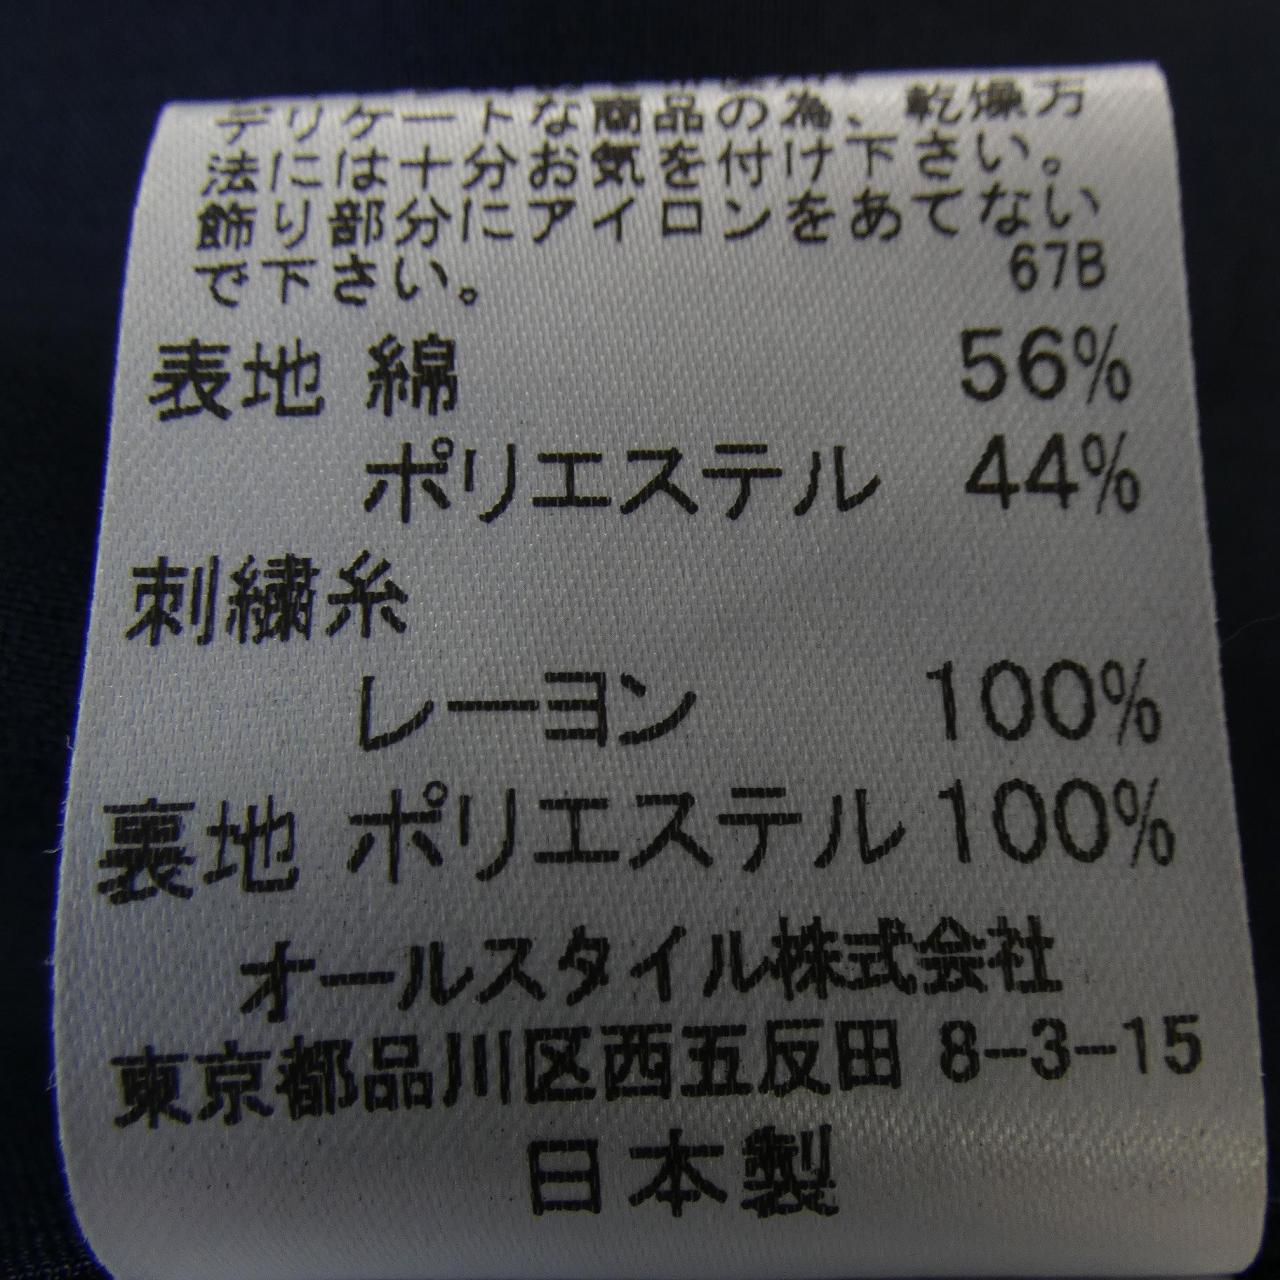 デリケートな商品の為、乾燥方
法には十分お気を付け下さい。
飾り部分にアイロンをあてない
で下さい。 67B
表地 綿 56%
ポリエステル 44%
刺繍糸
レーヨン 100%
裏地 ポリエステル 100%
オールスタイル株式会社
東京都品川区西五反田 8-3-15
日本製